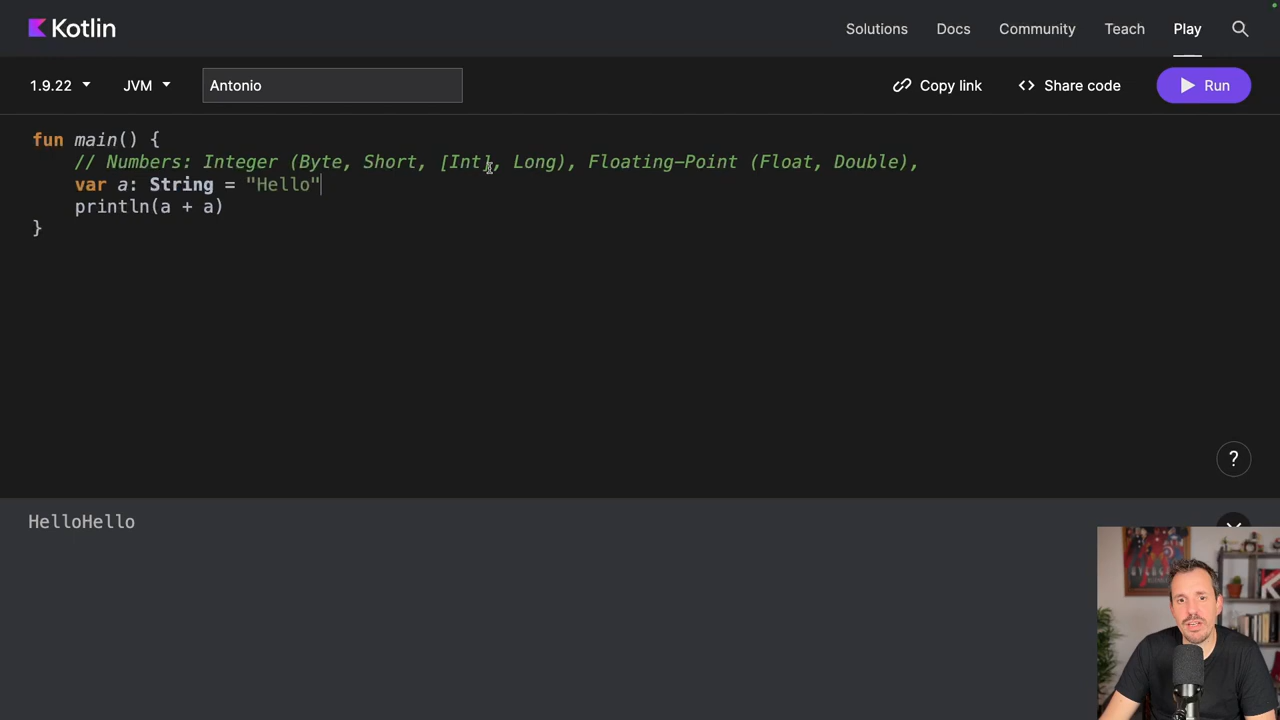 Kotlin
Solutions Docs Community Teach Play
1.9.22 JVM Antonio Copy link <> Share code Run
fun main() {
// Numbers: Integer (Byte, Short, [Int], Long), Floating-Point (Float, Double),
var a: String = "Hello"
println(a + a)
}
?
HelloHello